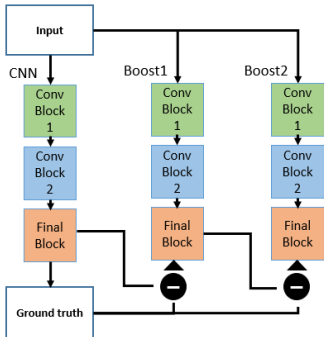 Input
CNN
Boost1
Boost2
Conv
Block
1
Conv
Block
1
Conv
Block
1
Conv
Block
2
Conv
Block
2
Conv
Block
2
Final
Block
Final
Block
Final
Block
Ground truth